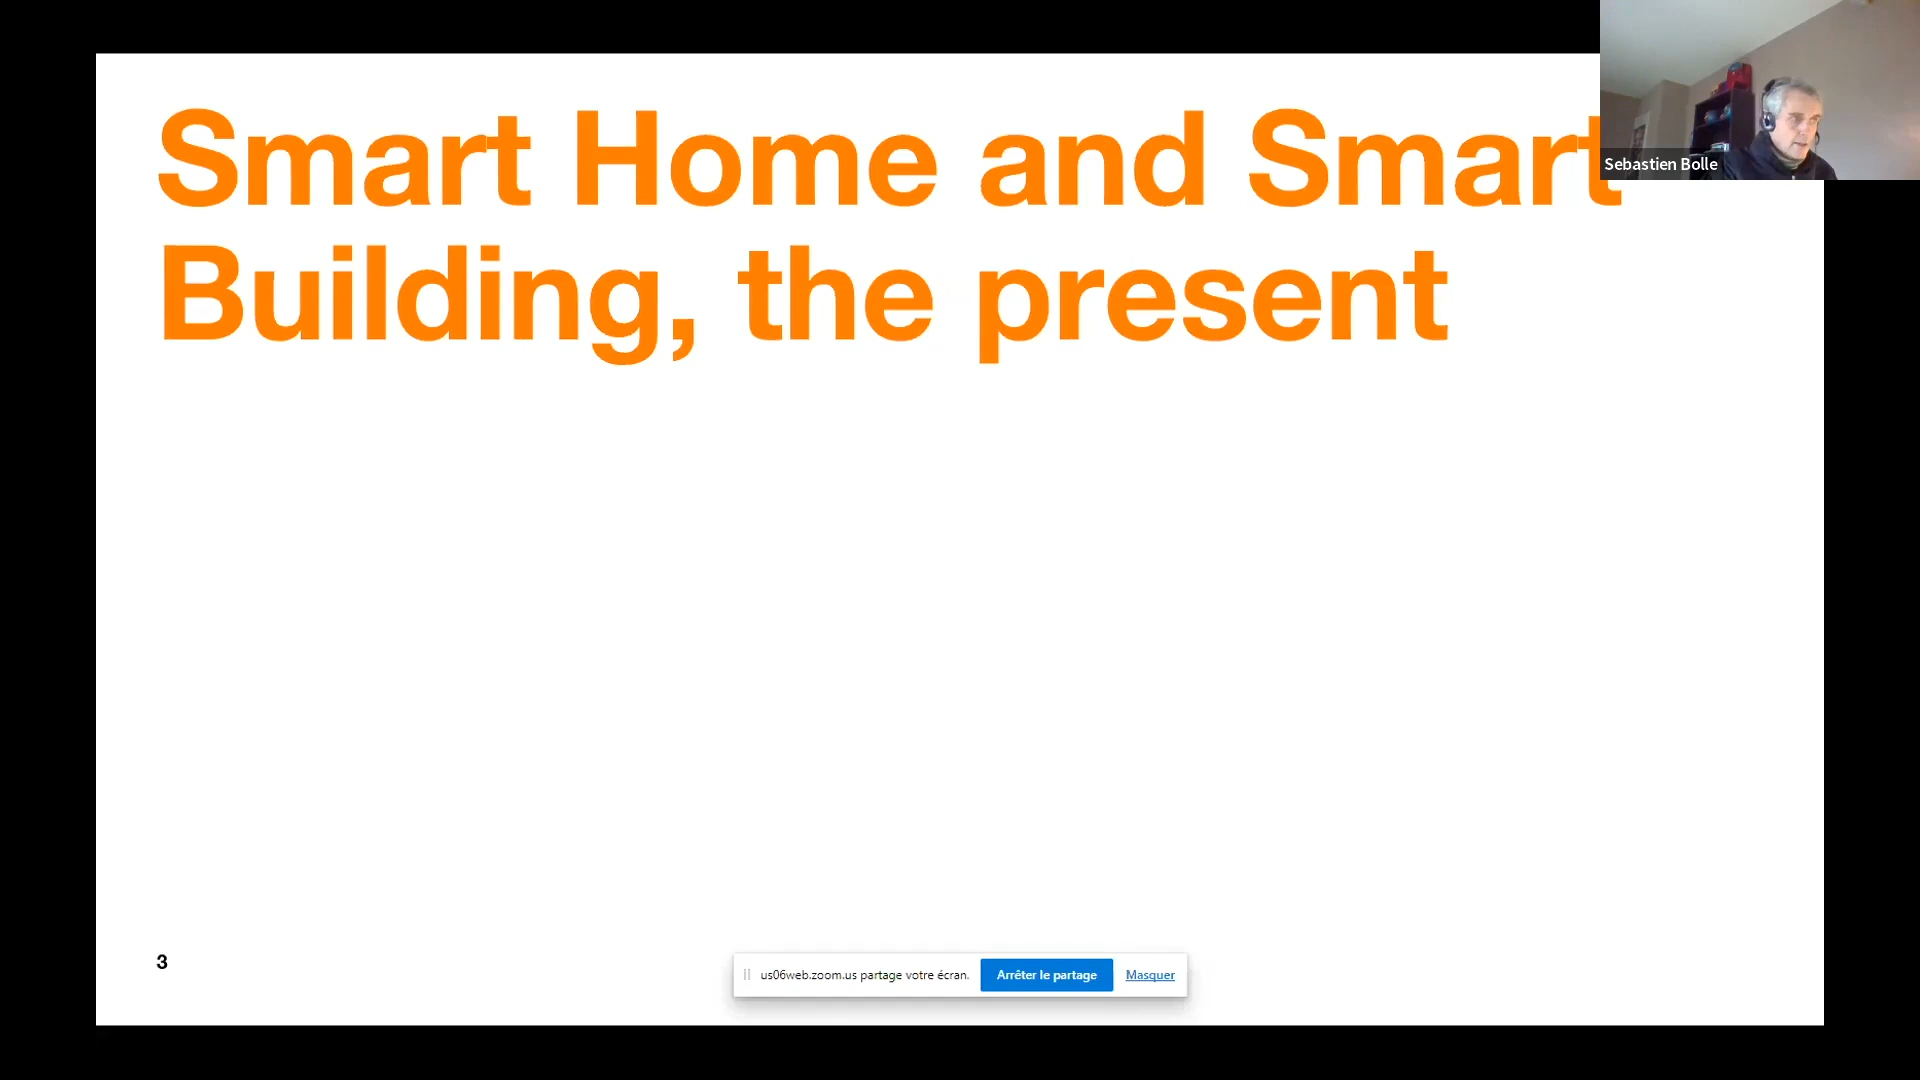 Smart Home and Smart
Building, the present
Sebastien Bolle
3
us06web.zoom.us partage votre écran.
Arrêter le partage
Masquer